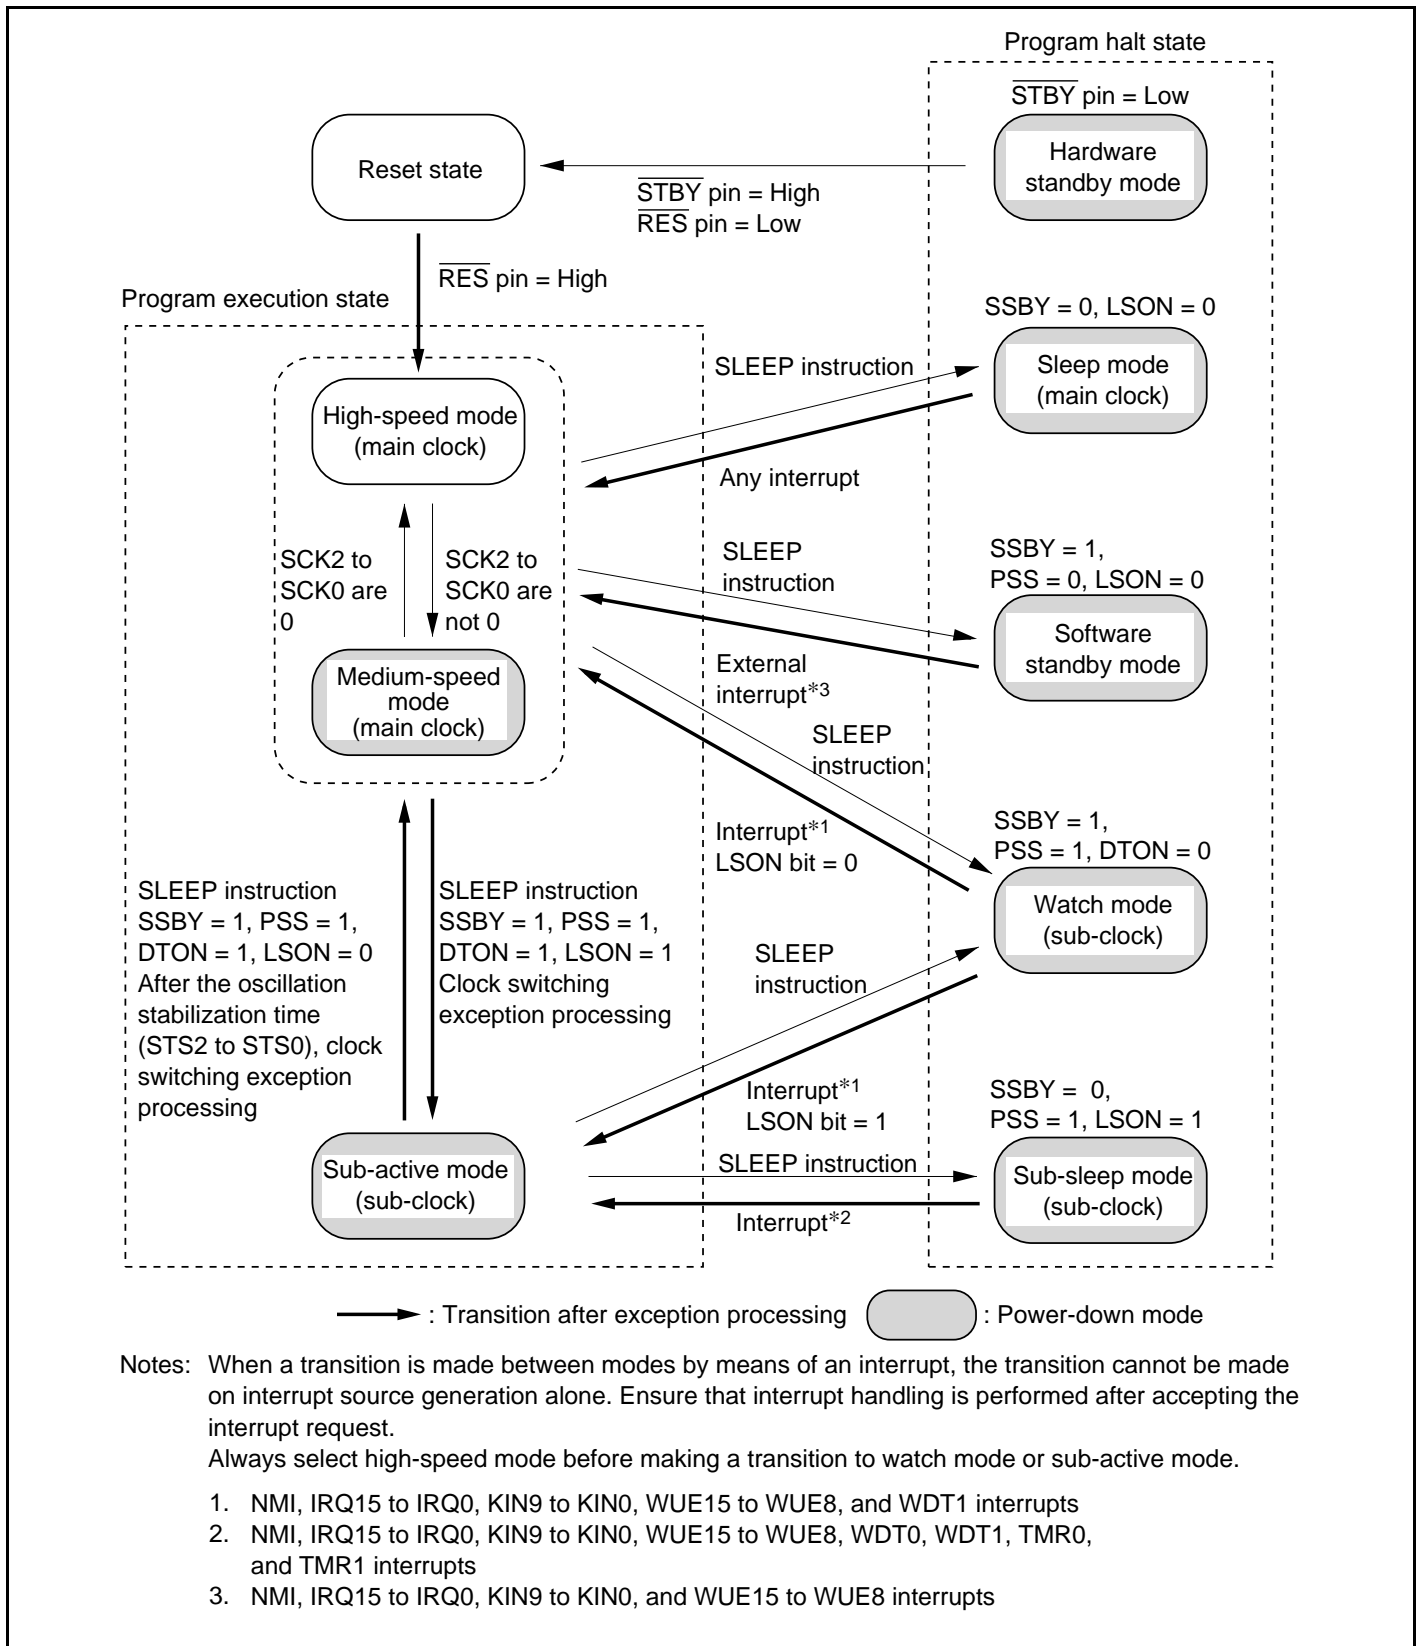 Program halt state
STBY pin = Low
Hardware
standby mode
Reset state
STBY pin = High
RES pin = Low
RES pin = High
Program execution state
SSBY = 0, LSON = 0
SLEEP instruction
Sleep mode
(main clock)
High-speed mode
(main clock)
Any interrupt
SCK2 to
SCK0 are
0
SCK2 to
SCK0 are
not 0
SLEEP
instruction
SSBY = 1,
PSS = 0, LSON = 0
Software
standby mode
External
interrupt*3
Medium-speed
mode
(main clock)
SLEEP
instruction
Interrupt*1
LSON bit = 0
SSBY = 1,
PSS = 1, DTON = 0
Watch mode
(sub-clock)
SLEEP instruction
SSBY = 1, PSS = 1,
DTON = 1, LSON = 0
After the oscillation
stabilization time
(STS2 to STS0), clock
switching exception
processing
SLEEP instruction
SSBY = 1, PSS = 1,
DTON = 1, LSON = 1
Clock switching
exception processing
SLEEP
instruction
Interrupt*1
LSON bit = 1
SSBY = 0,
PSS = 1, LSON = 1
Sub-active mode
(sub-clock)
SLEEP instruction
Sub-sleep mode
(sub-clock)
Interrupt*2
: Transition after exception processing
: Power-down mode
Notes: When a transition is made between modes by means of an interrupt, the transition cannot be made
on interrupt source generation alone. Ensure that interrupt handling is performed after accepting the
interrupt request.
Always select high-speed mode before making a transition to watch mode or sub-active mode.
1. NMI, IRQ15 to IRQ0, KIN9 to KIN0, WUE15 to WUE8, and WDT1 interrupts
2. NMI, IRQ15 to IRQ0, KIN9 to KIN0, WUE15 to WUE8, WDT0, WDT1, TMR0,
and TMR1 interrupts
3. NMI, IRQ15 to IRQ0, KIN9 to KIN0, and WUE15 to WUE8 interrupts